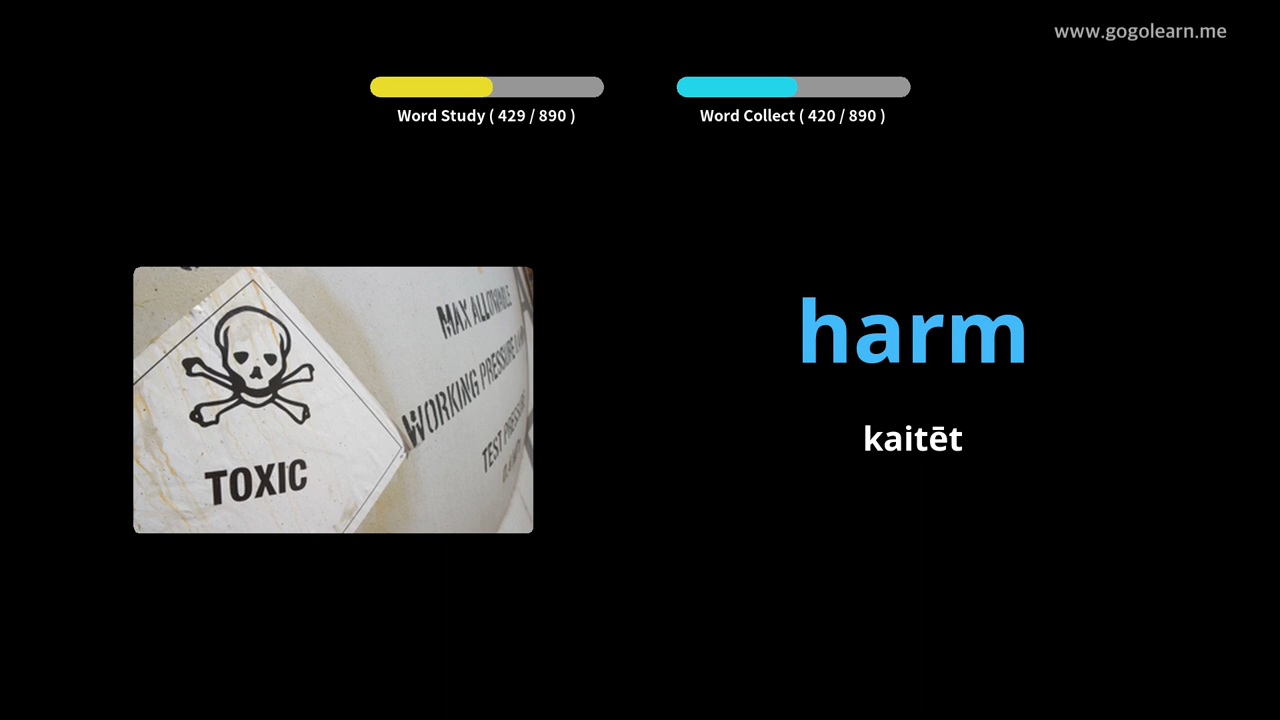 www.gogolearn.me
Word Study ( 429 / 890 )
Word Collect ( 420 / 890 )
MAX ALLOWABLE
WORKING PRESSURE
TEST PRESSURE
TOXIC
harm
kaitēt